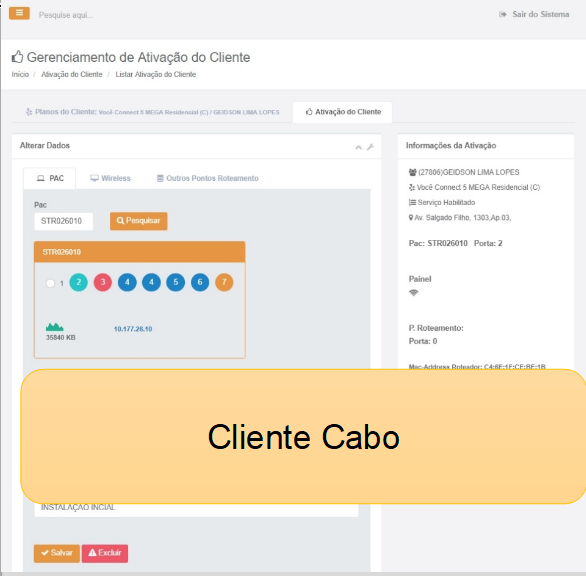 Pesquise aqui...
Sair do Sistema
Gerenciamento de Ativação do Cliente
Início / Ativação do Cliente / Listar Ativação do Cliente
Planos do Cliente: Você Connect 5 MEGA Residensial (C) / GEIDSON LIMA LOPES
Ativação do Cliente
Alterar Dados
PAC
Wireless
Outros Pontos Roteamento
Pac
STR026010
Pesquisar
STR026010
1 2 3 4 4 5 6 7
35840 KB
10.177.26.10
Informações da Ativação
(27806)GEIDSON LIMA LOPES
Você Connect 5 MEGA Residencial (C)
Serviço Habilitado
Av. Salgado Filho, 1303,Ap.03,
Pac: STR026010 Porta: 2
Painel
P. Roteamento:
Porta: 0
Mac-Address Roteador: C4:6E:1F:CE:BE:1B
Cliente Cabo
INSTALAÇAO INCIAL
Salvar
Excluir